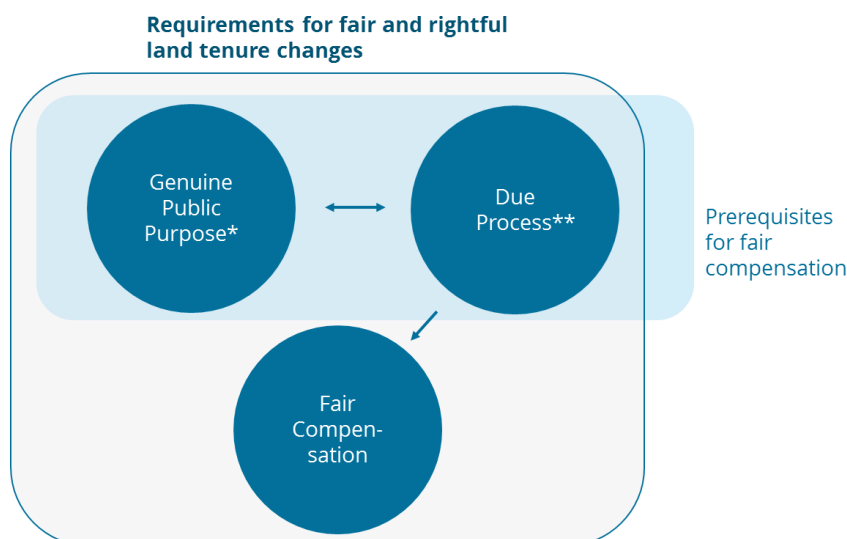 Requirements for fair and rightful
land tenure changes
Genuine
Public
Purpose*
Due
Process**
Prerequisites
for fair
compensation
Fair
Compen-
sation